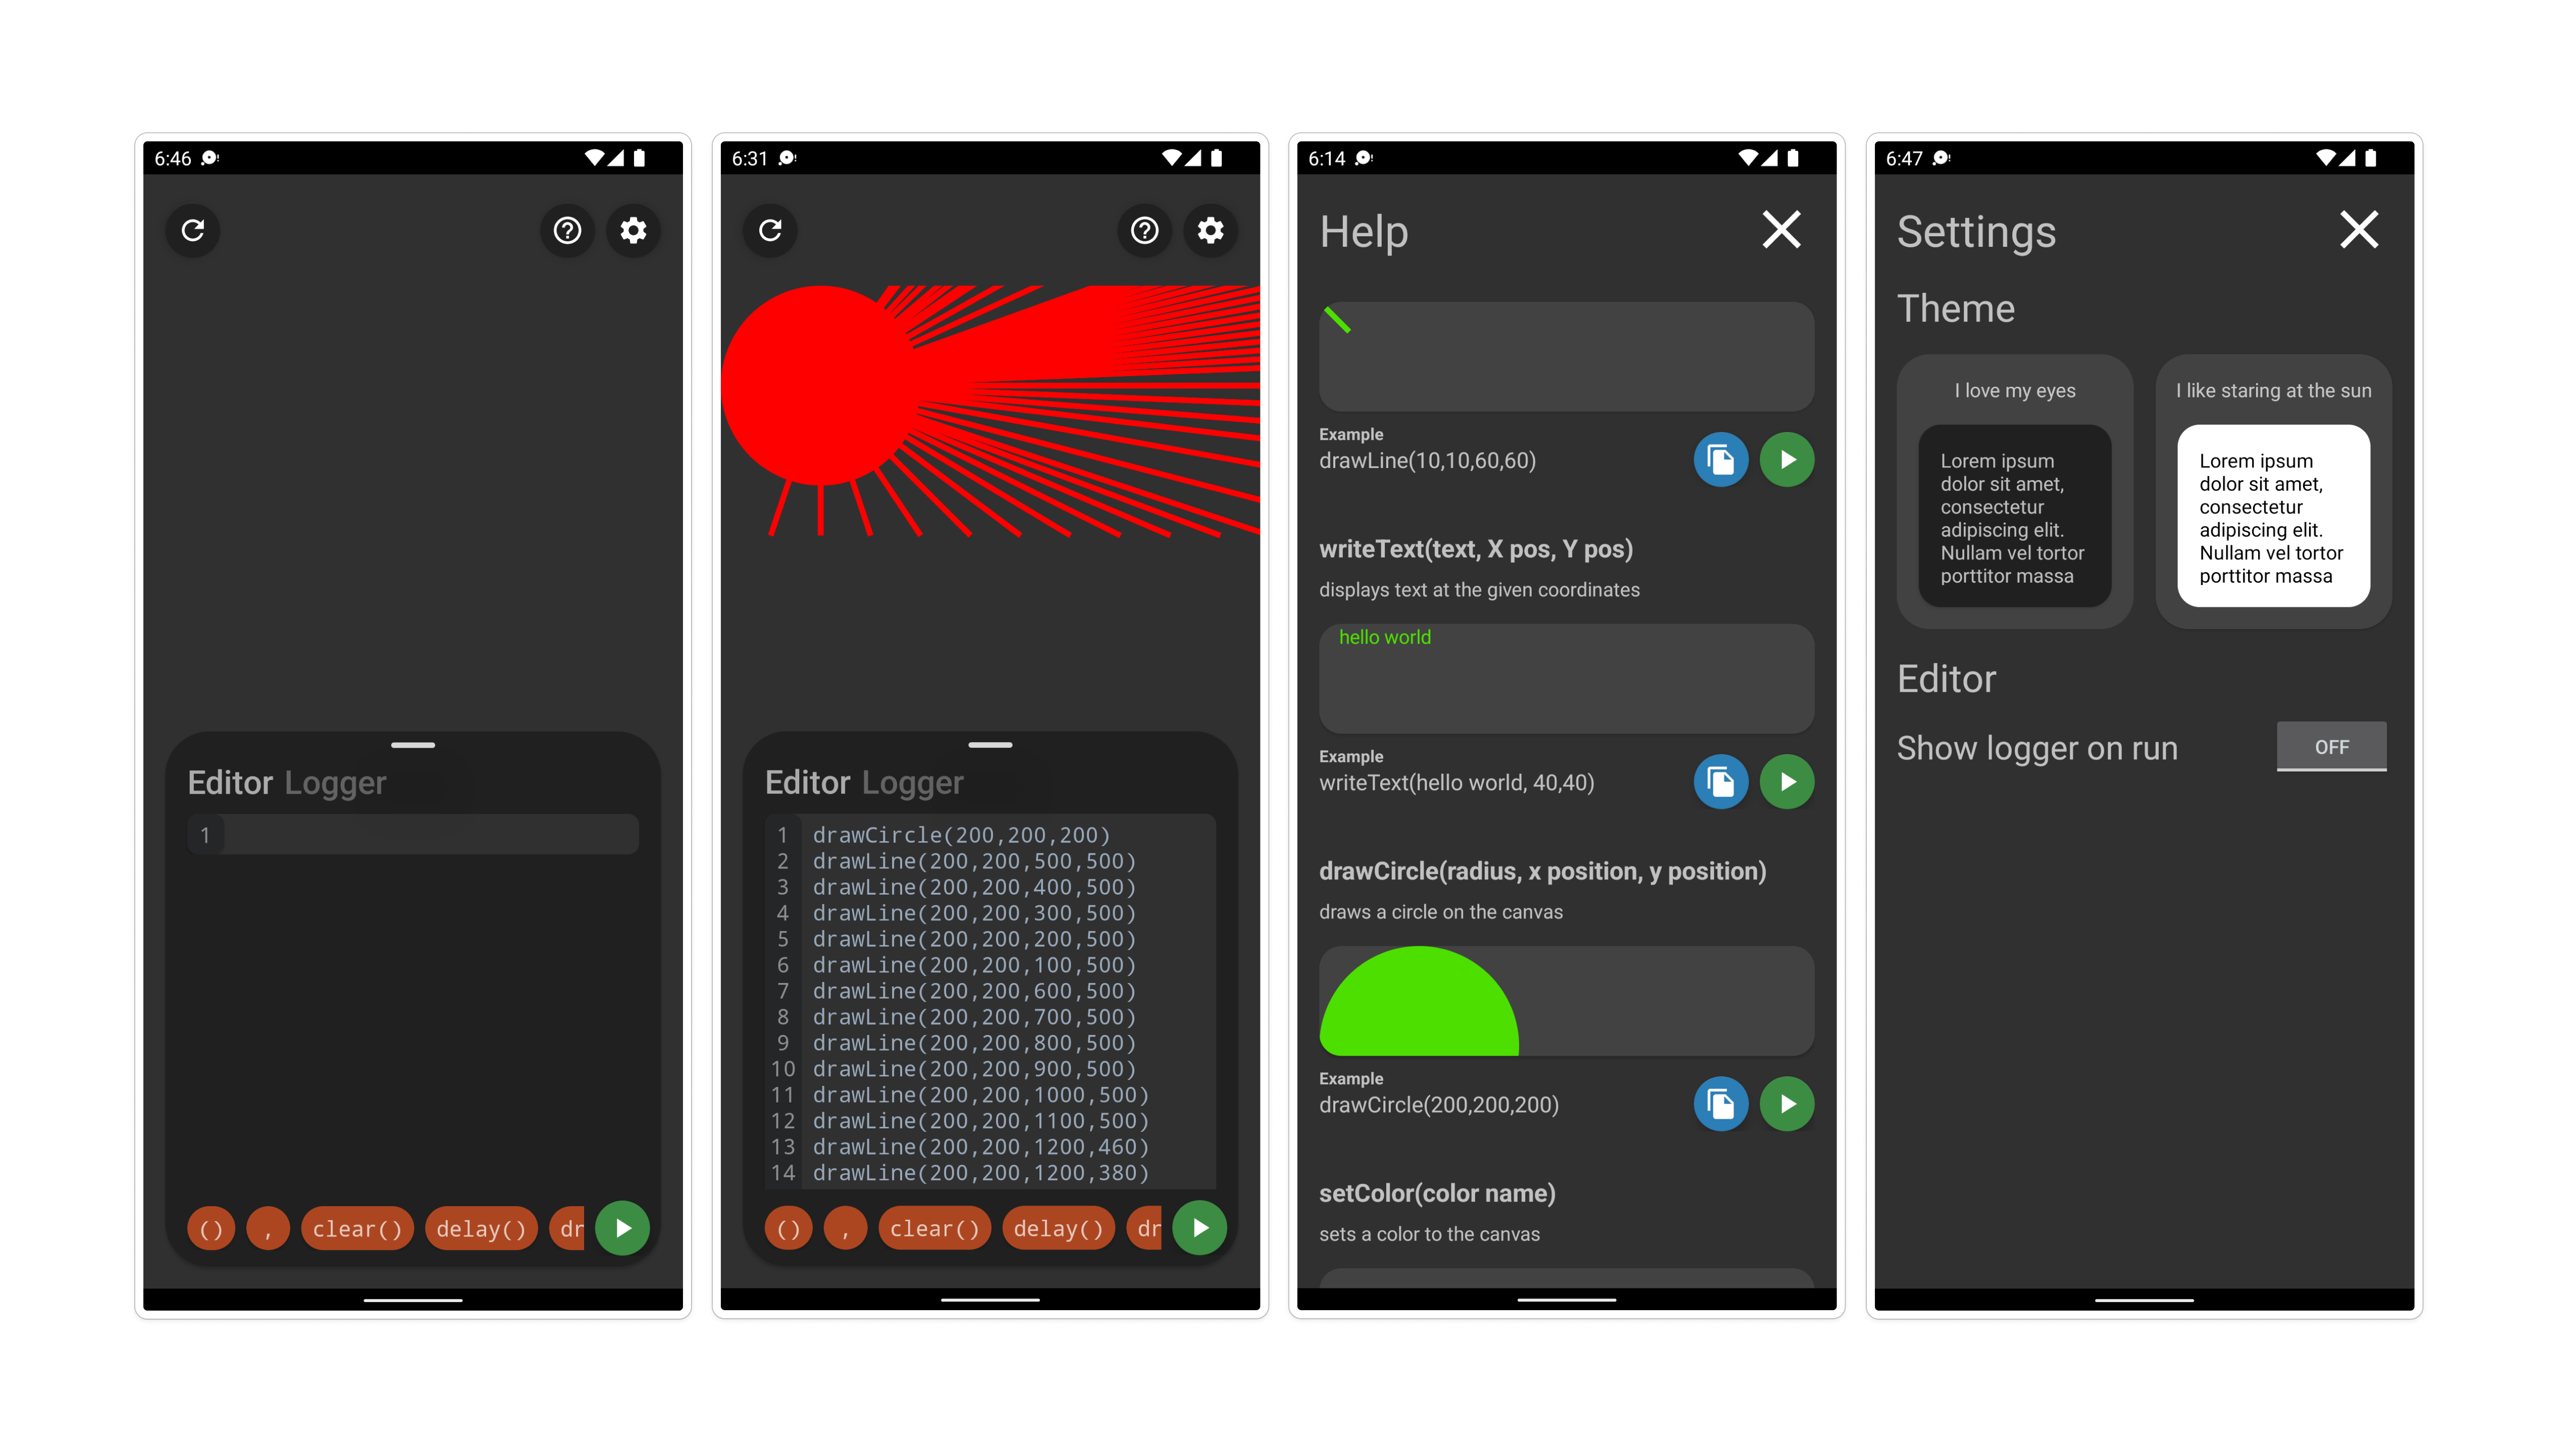 6:46
Editor Logger
1
()
,
clear()
delay()
dr
6:31
Editor Logger
1 drawCircle(200,200,200)
2 drawLine(200,200,500,500)
3 drawLine(200,200,400,500)
4 drawLine(200,200,300,500)
5 drawLine(200,200,200,500)
6 drawLine(200,200,100,500)
7 drawLine(200,200,600,500)
8 drawLine(200,200,700,500)
9 drawLine(200,200,800,500)
10 drawLine(200,200,900,500)
11 drawLine(200,200,1000,500)
12 drawLine(200,200,1100,500)
13 drawLine(200,200,1200,460)
14 drawLine(200,200,1200,380)
()
,
clear()
delay()
dr
6:14
Help
Example
drawLine(10,10,60,60)
writeText(text, X pos, Y pos)
displays text at the given coordinates
hello world
Example
writeText(hello world, 40,40)
drawCircle(radius, x position, y position)
draws a circle on the canvas
Example
drawCircle(200,200,200)
setColor(color name)
sets a color to the canvas
6:47
Settings
Theme
I love my eyes
Lorem ipsum
dolor sit amet,
consectetur
adipiscing elit.
Nullam vel tortor
porttitor massa
I like staring at the sun
Lorem ipsum
dolor sit amet,
consectetur
adipiscing elit.
Nullam vel tortor
porttitor massa
Editor
Show logger on run
OFF